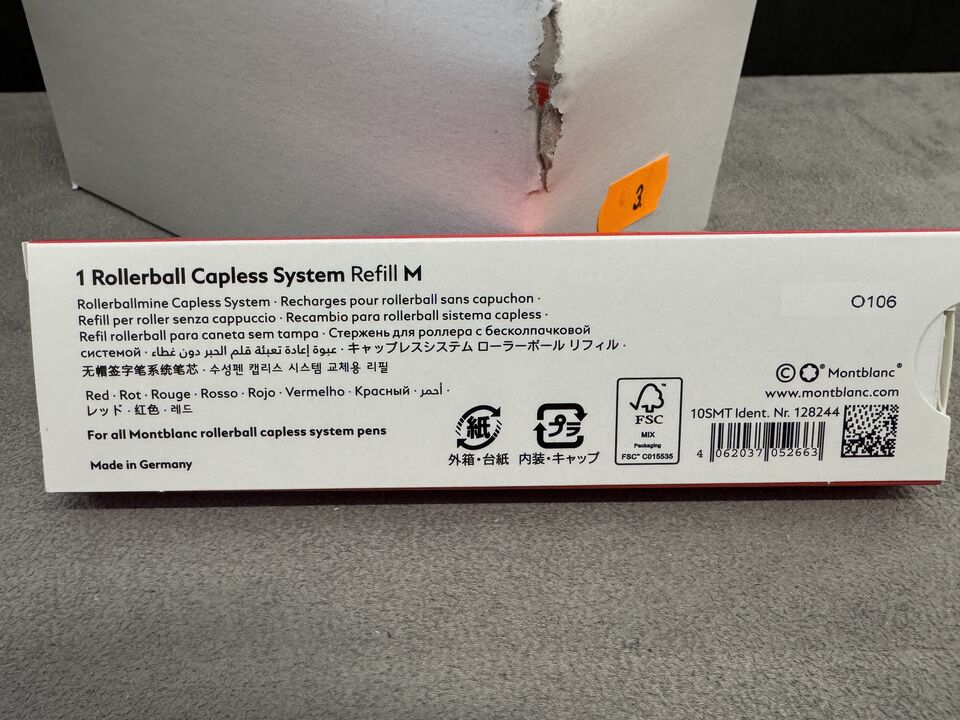 3.
1 Rollerball Capless System Refill M
Rollerballmine Capless System · Recharges pour rollerball sans capuchon ·
Refill per roller senza cappuccio · Recambio para rollerball sistema capless ·
Refil rollerball para caneta sem tampa · Стержень для роллера с бесколпачковой
системой · عبوة إعادة تعبئة قلم الحبر دون غطاء · キャップレスシステム ローラーボール リフィル ·
无帽签字笔系统笔芯 · 수성펜 캡리스 시스템 교체용 리필
Red · Rot · Rouge · Rosso · Rojo · Vermelho · Красный · أحمر ·
レッド · 红色 · 레드
For all Montblanc rollerball capless system pens
Made in Germany
紙
外箱・台紙
プラ
内装・キャップ
FSC
MIX
Packaging
FSC™ C015535
O106
© Montblanc®
www.montblanc.com
10SMT Ident. Nr. 128244
4 062037 052663